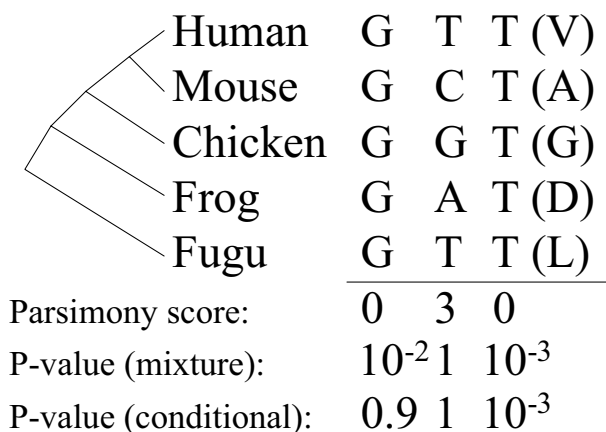 Human G T T (V)
Mouse G C T (A)
Chicken G G T (G)
Frog G A T (D)
Fugu G T T (L)
Parsimony score: 0 3 0
P-value (mixture): 10⁻² 1 10⁻³
P-value (conditional): 0.9 1 10⁻³